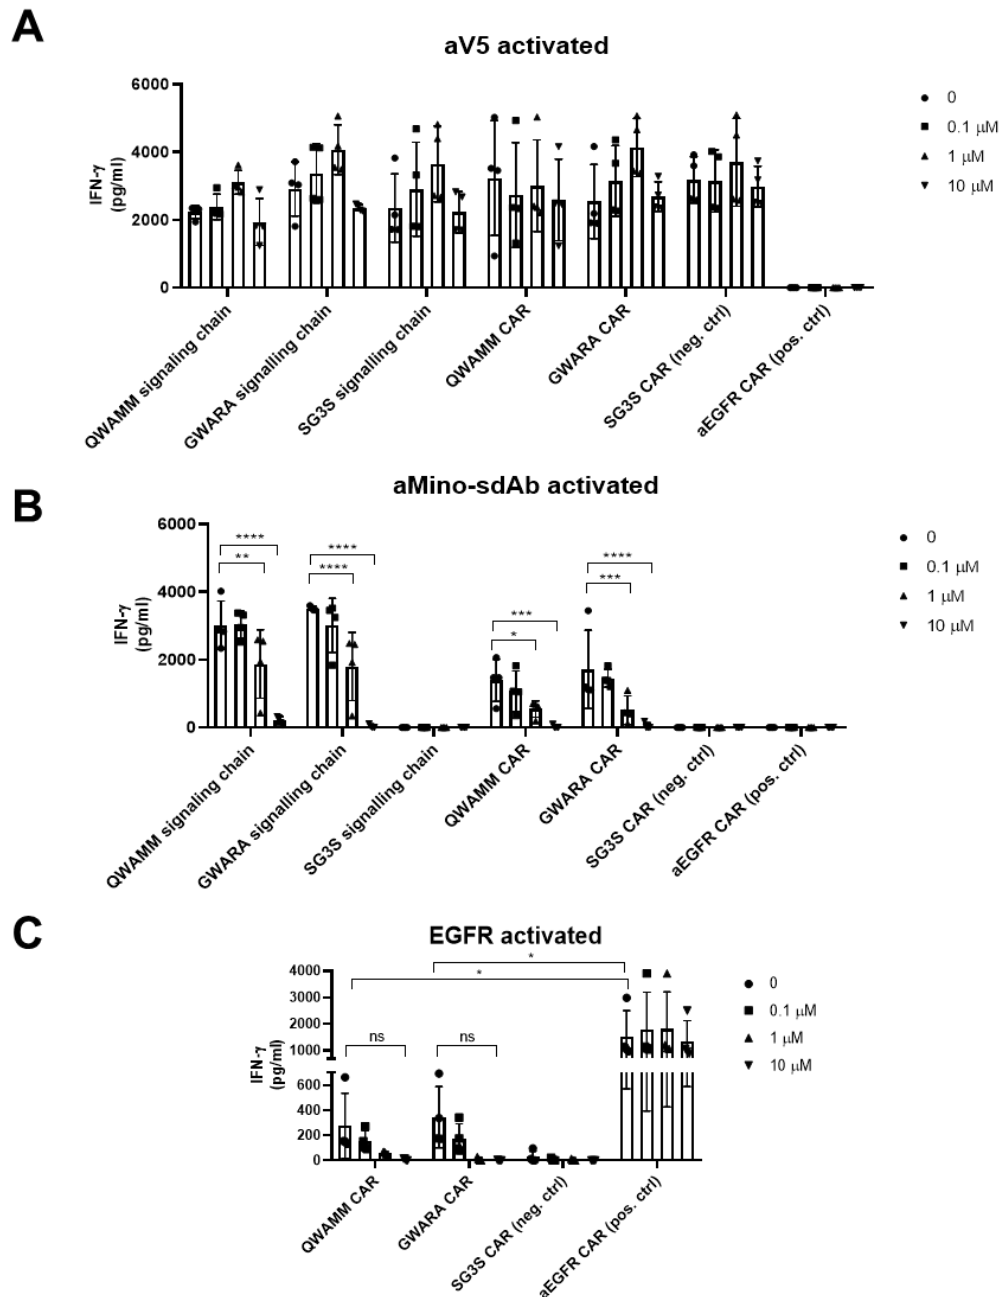 A
aV5 activated
6000
4000
2000
0
IFN-γ
(pg/ml)
0
0.1 μM
1 μM
10 μM
QWAMM signaling chain
GWARA signalling chain
SG3S signalling chain
QWAMM CAR
GWARA CAR
SG3S CAR (neg. ctrl)
aEGFR CAR (pos. ctrl)
B
aMino-sdAb activated
6000
4000
2000
0
IFN-γ
(pg/ml)
****
**
****
****
***
*
****
***
0
0.1 μM
1 μM
10 μM
QWAMM signaling chain
GWARA signalling chain
SG3S signalling chain
QWAMM CAR
GWARA CAR
SG3S CAR (neg. ctrl)
aEGFR CAR (pos. ctrl)
C
EGFR activated
*
*
4000
3000
2000
1000
600
400
200
0
IFN-γ
(pg/ml)
ns
ns
0
0.1 μM
1 μM
10 μM
QWAMM CAR
GWARA CAR
SG3S CAR (neg. ctrl)
aEGFR CAR (pos. ctrl)